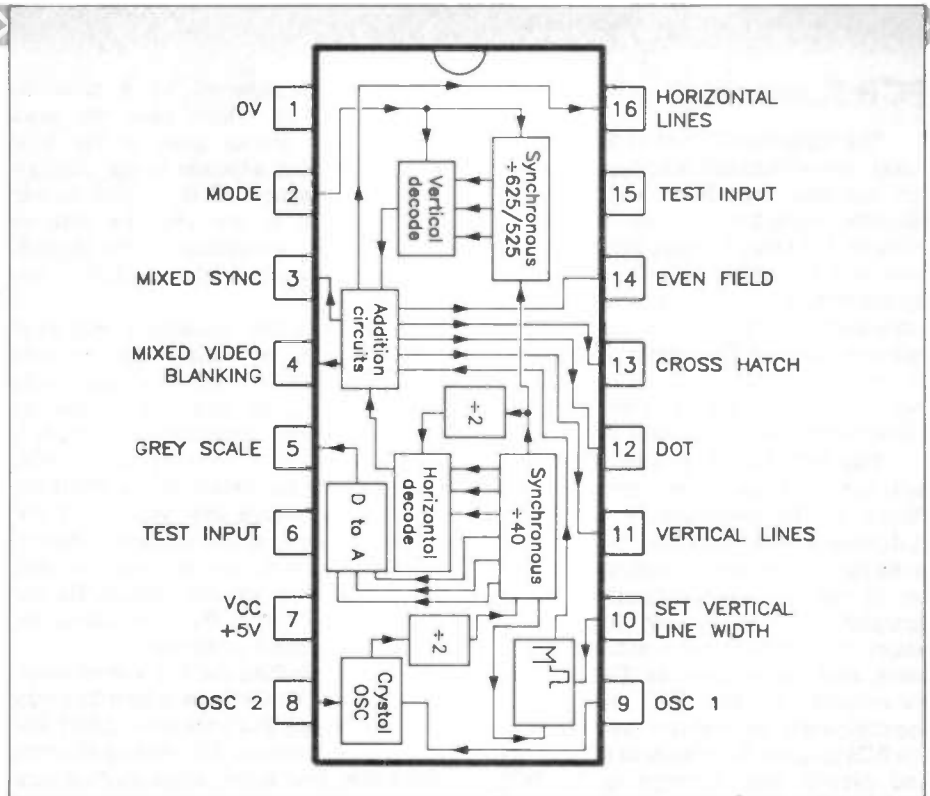 0V 1
MODE 2
MIXED SYNC 3
MIXED VIDEO
BLANKING 4
GREY SCALE 5
TEST INPUT 6
VCC
+5V 7
OSC 2 8
16 HORIZONTAL
LINES
15 TEST INPUT
14 EVEN FIELD
13 CROSS HATCH
12 DOT
11 VERTICAL LINES
10 SET VERTICAL
LINE WIDTH
9 OSC 1
Synchronous
÷625/525
Vertical
decode
Addition
circuits
÷2
Horizontal
decode
Synchronous
÷40
D to A
÷2
Crystal
OSC
M